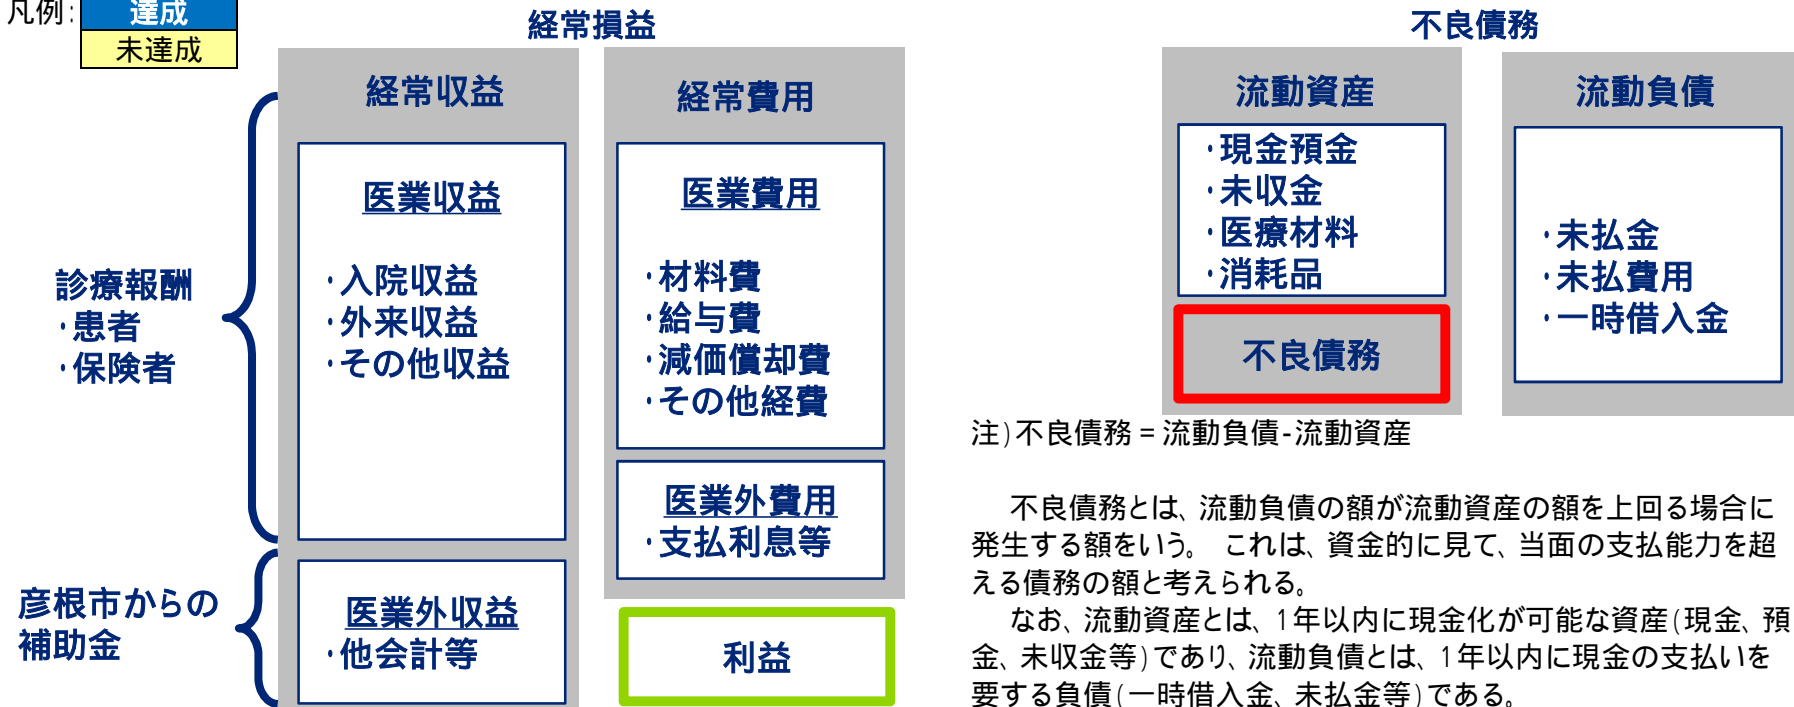 凡例:
達成
未達成
経常損益
経常収益
医業収益
・入院収益
・外来収益
・その他収益
医業外収益
・他会計等
診療報酬
・患者
・保険者
彦根市からの
補助金
経常費用
医業費用
・材料費
・給与費
・減価償却費
・その他経費
医業外費用
・支払利息等
利益
不良債務
流動資産
・現金預金
・未収金
・医療材料
・消耗品
不良債務
流動負債
・未払金
・未払費用
・一時借入金
注)不良債務=流動負債-流動資産
不良債務とは、流動負債の額が流動資産の額を上回る場合に
発生する額をいう。 これは、資金的に見て、当面の支払能力を超
える債務の額と考えられる。
なお、流動資産とは、1年以内に現金化が可能な資産(現金、預
金、未収金等)であり、流動負債とは、1年以内に現金の支払いを
要する負債(一時借入金、未払金等)である。